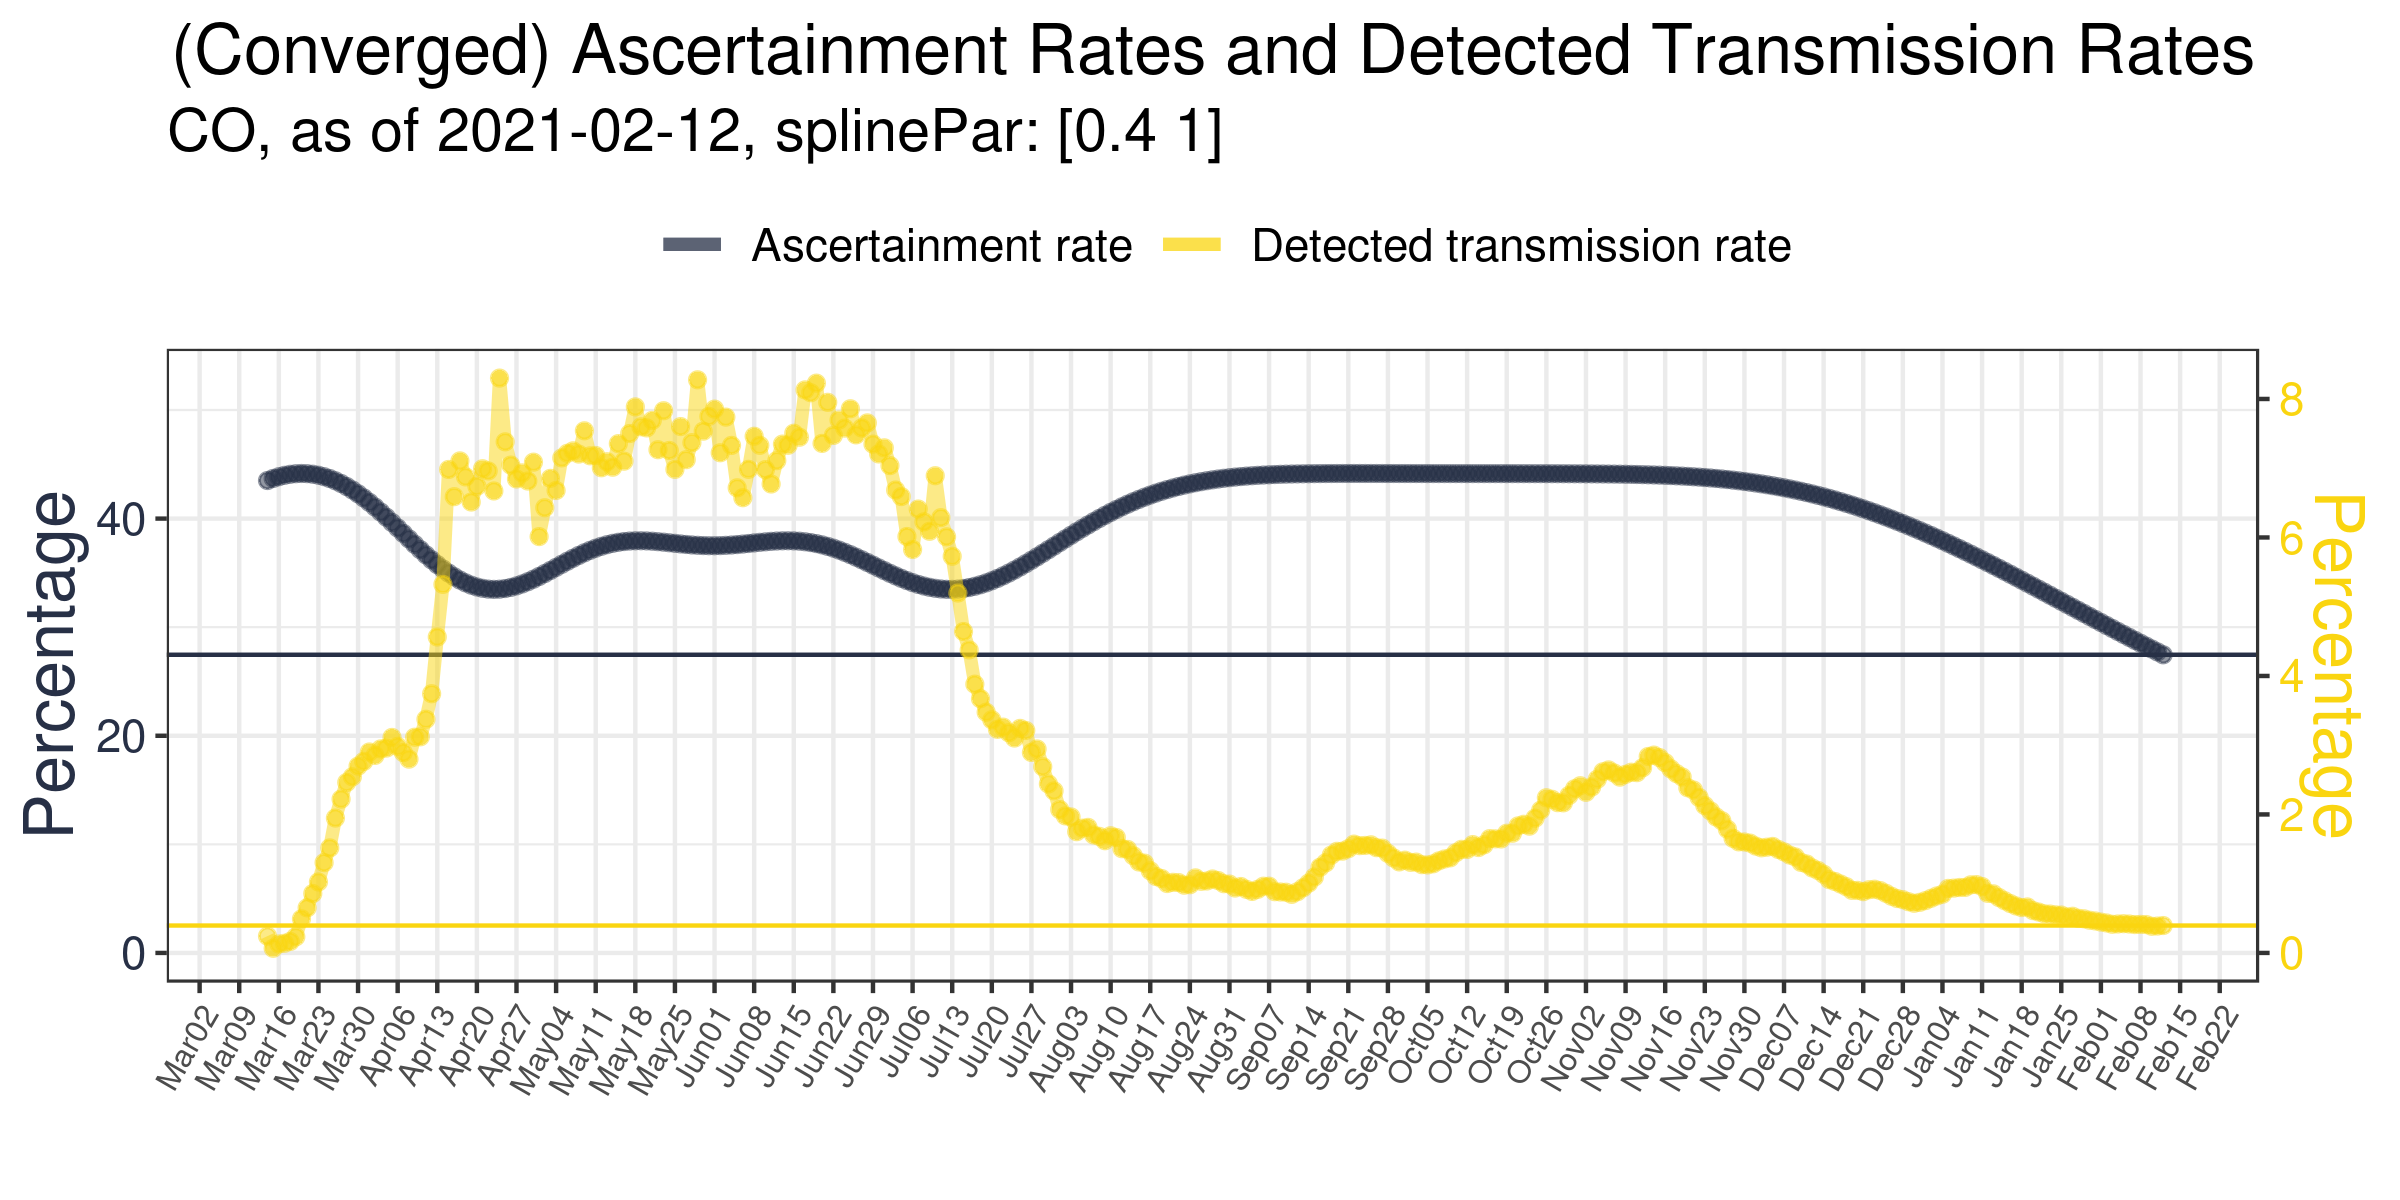 (Converged) Ascertainment Rates and Detected Transmission Rates
CO, as of 2021-02-12, splinePar: [0.4 1]
Ascertainment rate Detected transmission rate
Percentage
40
20
0
8
6
4
2
0
Percentage
Mar02 Mar09 Mar16 Mar23 Mar30 Apr06 Apr13 Apr20 Apr27 May04 May11 May18 May25 Jun01 Jun08 Jun15 Jun22 Jun29 Jul06 Jul13 Jul20 Jul27 Aug03 Aug10 Aug17 Aug24 Aug31 Sep07 Sep14 Sep21 Sep28 Oct05 Oct12 Oct19 Oct26 Nov02 Nov09 Nov16 Nov23 Nov30 Dec07 Dec14 Dec21 Dec28 Jan04 Jan11 Jan18 Jan25 Feb01 Feb08 Feb15 Feb22